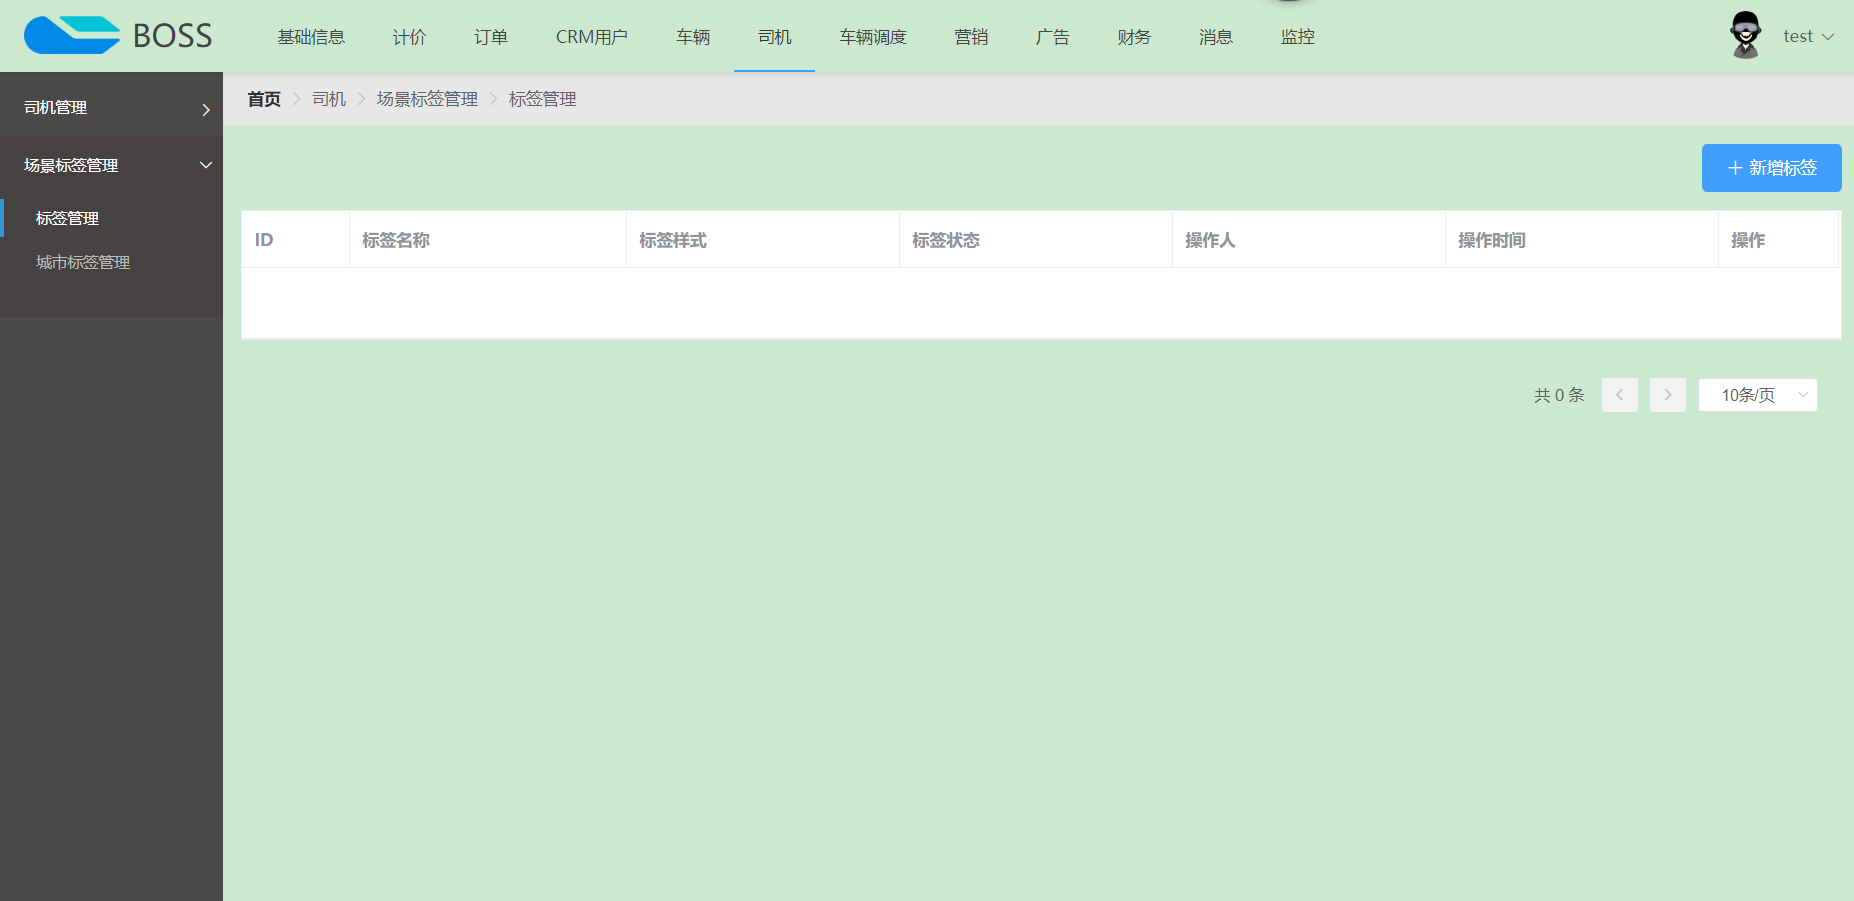 BOSS
基础信息 计价 订单 CRM用户 车辆 司机 车辆调度 营销 广告 财务 消息 监控
test
司机管理
场景标签管理
标签管理
城市标签管理
首页 司机 场景标签管理 标签管理
新增标签
ID 标签名称 标签样式 标签状态 操作人 操作时间 操作
共 0 条
10条/页